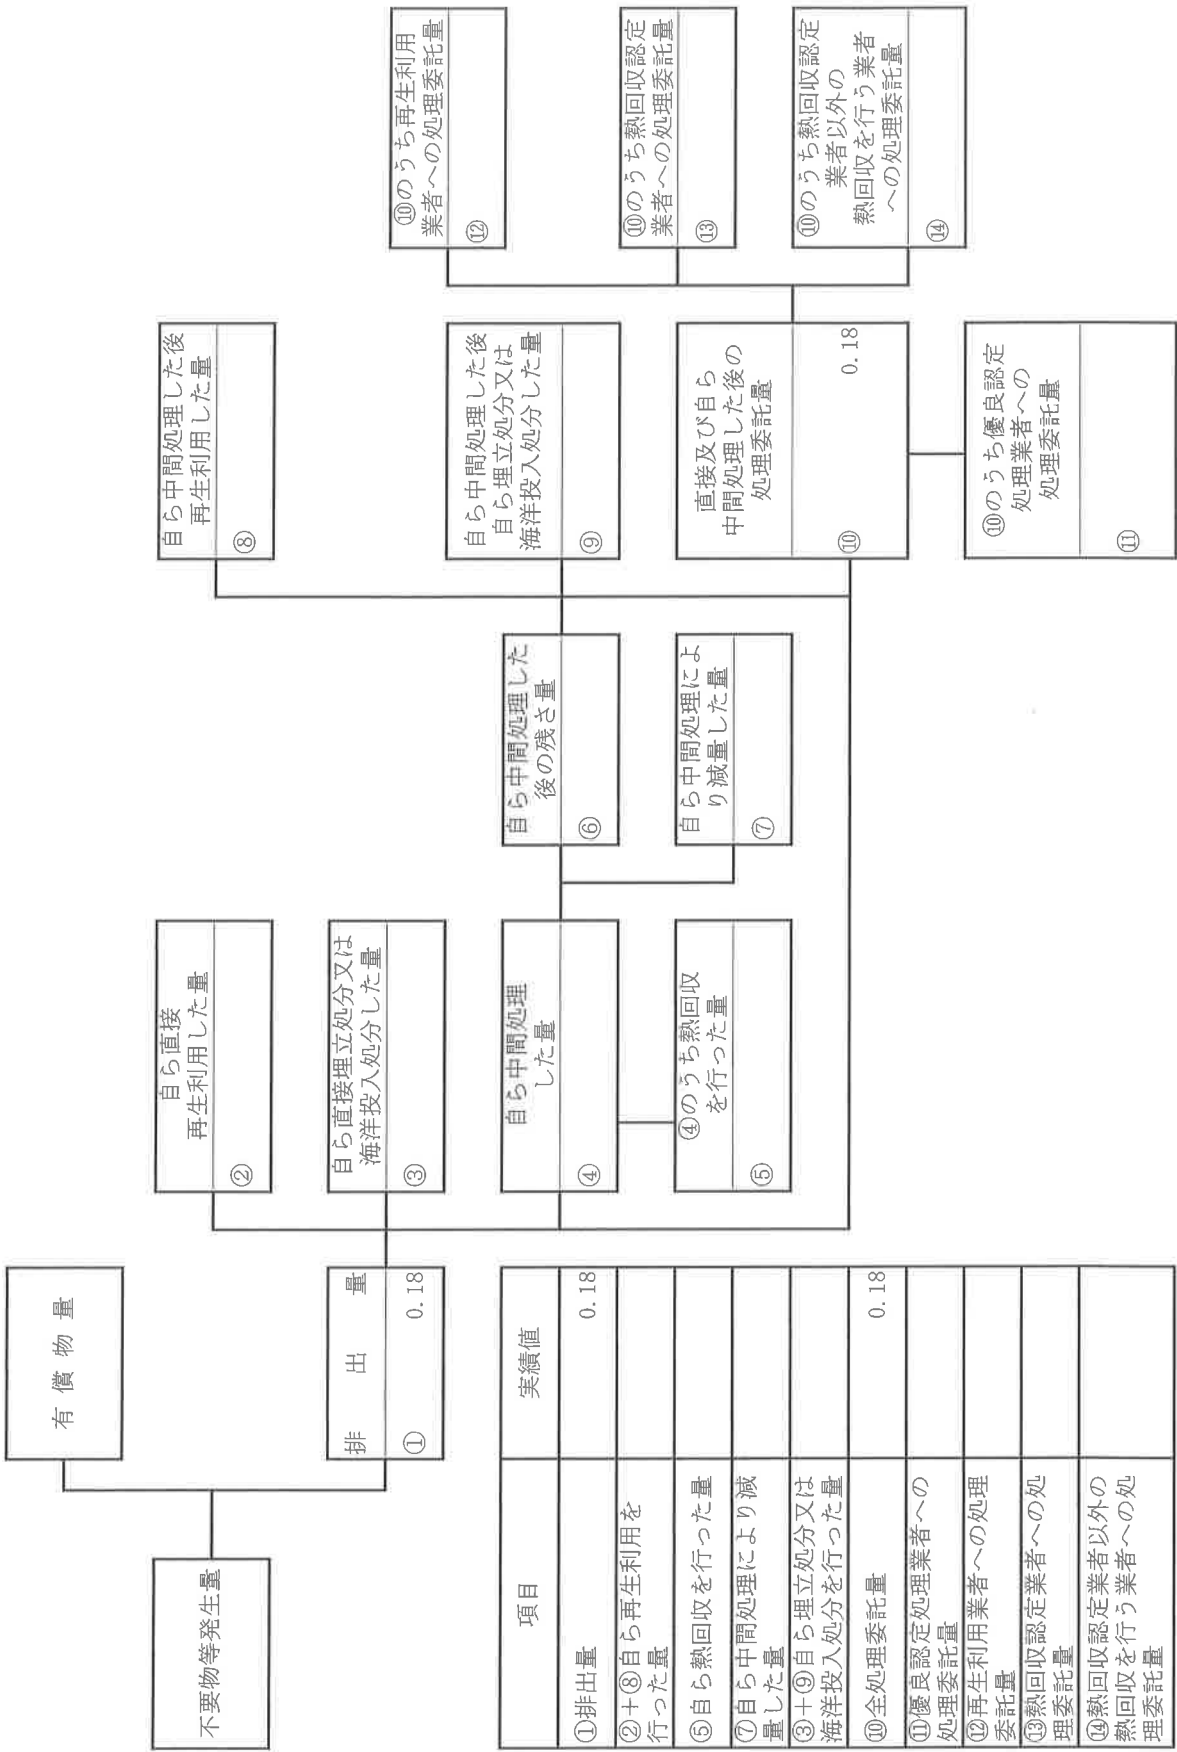 不要物等発生量
有償物量
排出量
① 0.18
自ら直接
再生利用した量
②
自ら直接埋立処分又は
海洋投入処分した量
③
自ら中間処理
した量
④
④のうち熱回収
を行った量
⑤
自ら中間処理した
後の残さ量
⑥
自ら中間処理によ
り減量した量
⑦
自ら中間処理した後
再生利用した量
⑧
自ら中間処理した後
自ら埋立処分又は
海洋投入処分した量
⑨
直接及び自ら
中間処理した後の
処理委託量
⑩ 0.18
⑩のうち優良認定
処理業者への
処理委託量
⑪
⑩のうち再生利用
業者への処理委託量
⑫
⑩のうち熱回収認定
業者への処理委託量
⑬
⑩のうち熱回収認定
業者以外の
熱回収を行う業者
への処理委託量
⑭
項目 実績値
①排出量 0.18
②+⑧自ら再生利用を
行った量
⑤自ら熱回収を行った量
⑦自ら中間処理により減
量した量
③+⑨自ら埋立処分又は
海洋投入処分を行った量
⑩全処理委託量 0.18
⑪優良認定処理業者への
処理委託量
⑫再生利用業者への処理
委託量
⑬熱回収認定業者への処
理委託量
⑭熱回収認定業者以外の
熱回収を行う業者への処
理委託量